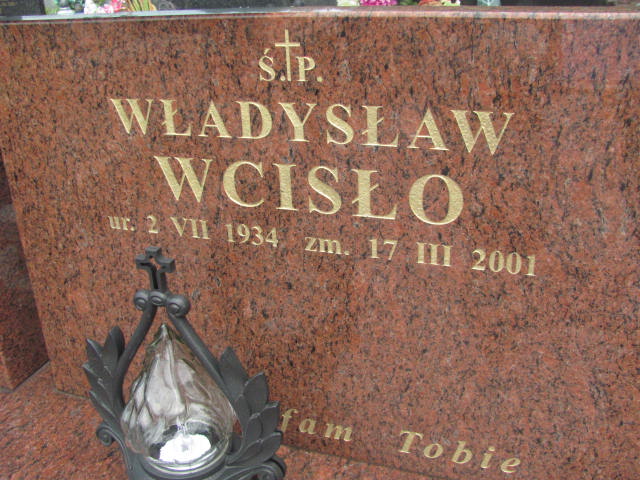 Ś.†P.
WŁADYSŁAW
WCISŁO
ur. 2 VII 1934 zm. 17 III 2001
Tobie